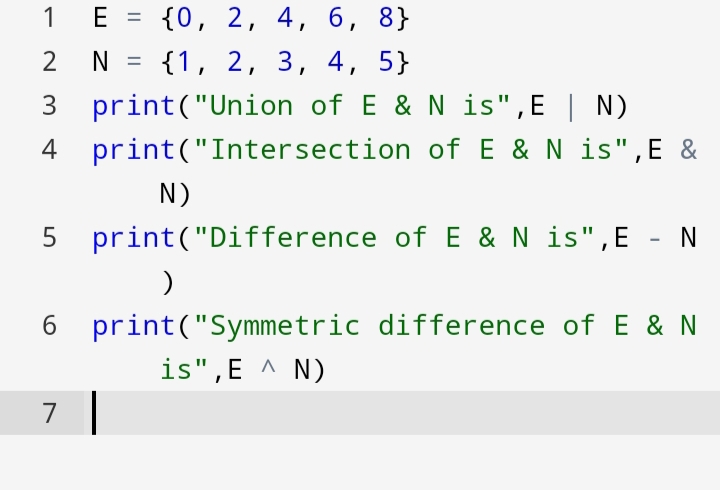 1 E = {0, 2, 4, 6, 8}
2 N = {1, 2, 3, 4, 5}
3 print("Union of E & N is",E | N)
4 print("Intersection of E & N is",E &
N)
5 print("Difference of E & N is",E - N
)
6 print("Symmetric difference of E & N
is",E ^ N)
7